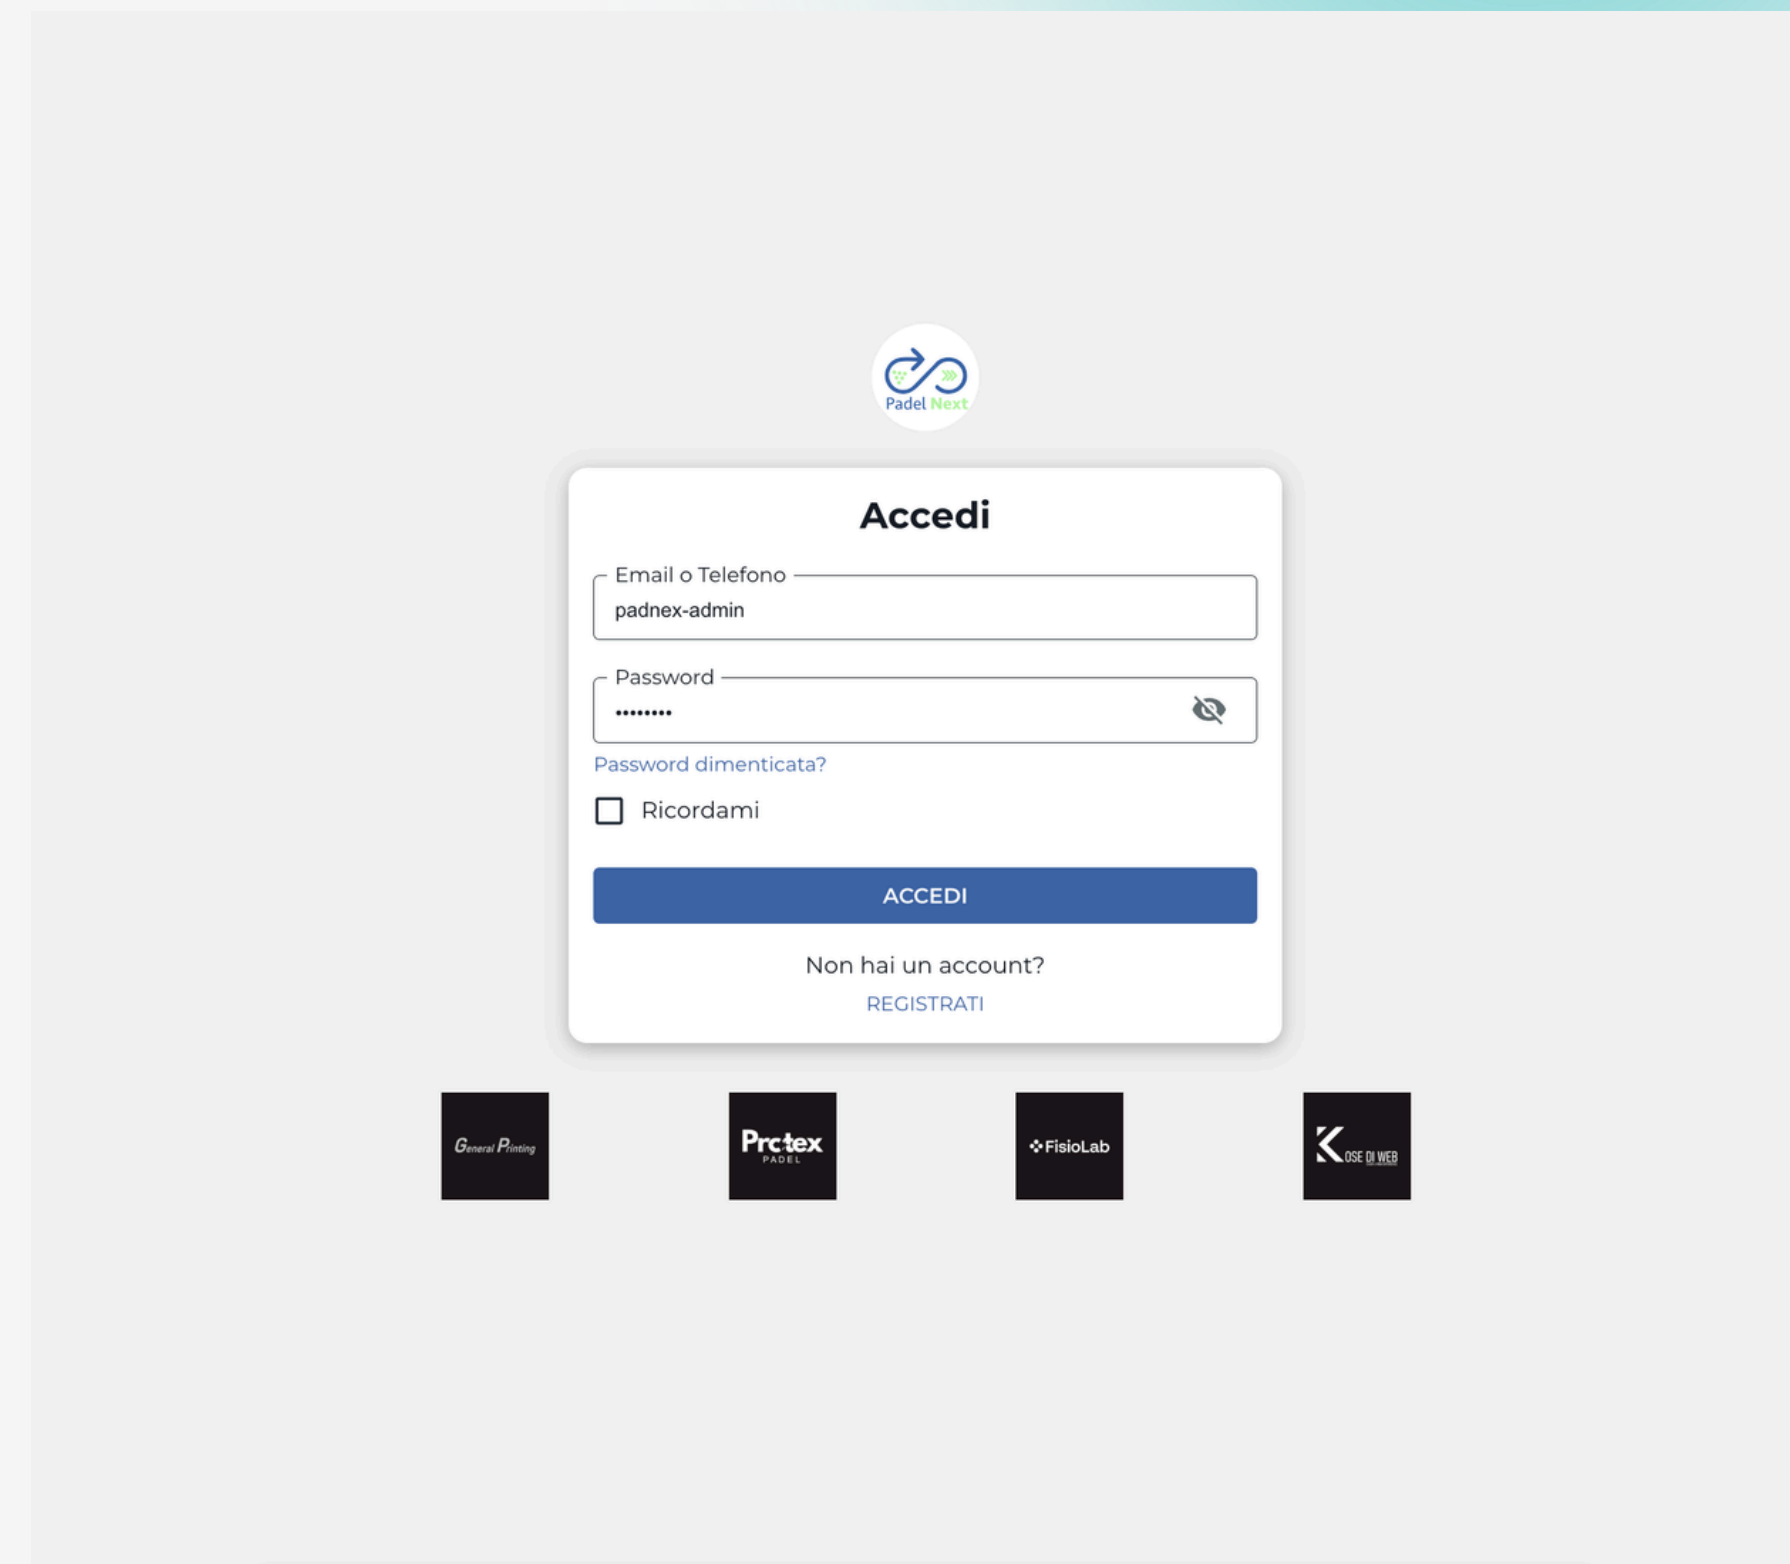 Padel Next
Accedi
Email o Telefono
padnex-admin
Password
••••••••
Password dimenticata?
Ricordami
ACCEDI
Non hai un account?
REGISTRATI
General Printing
Protex
PADEL
FisioLab
KOSE DI WEB